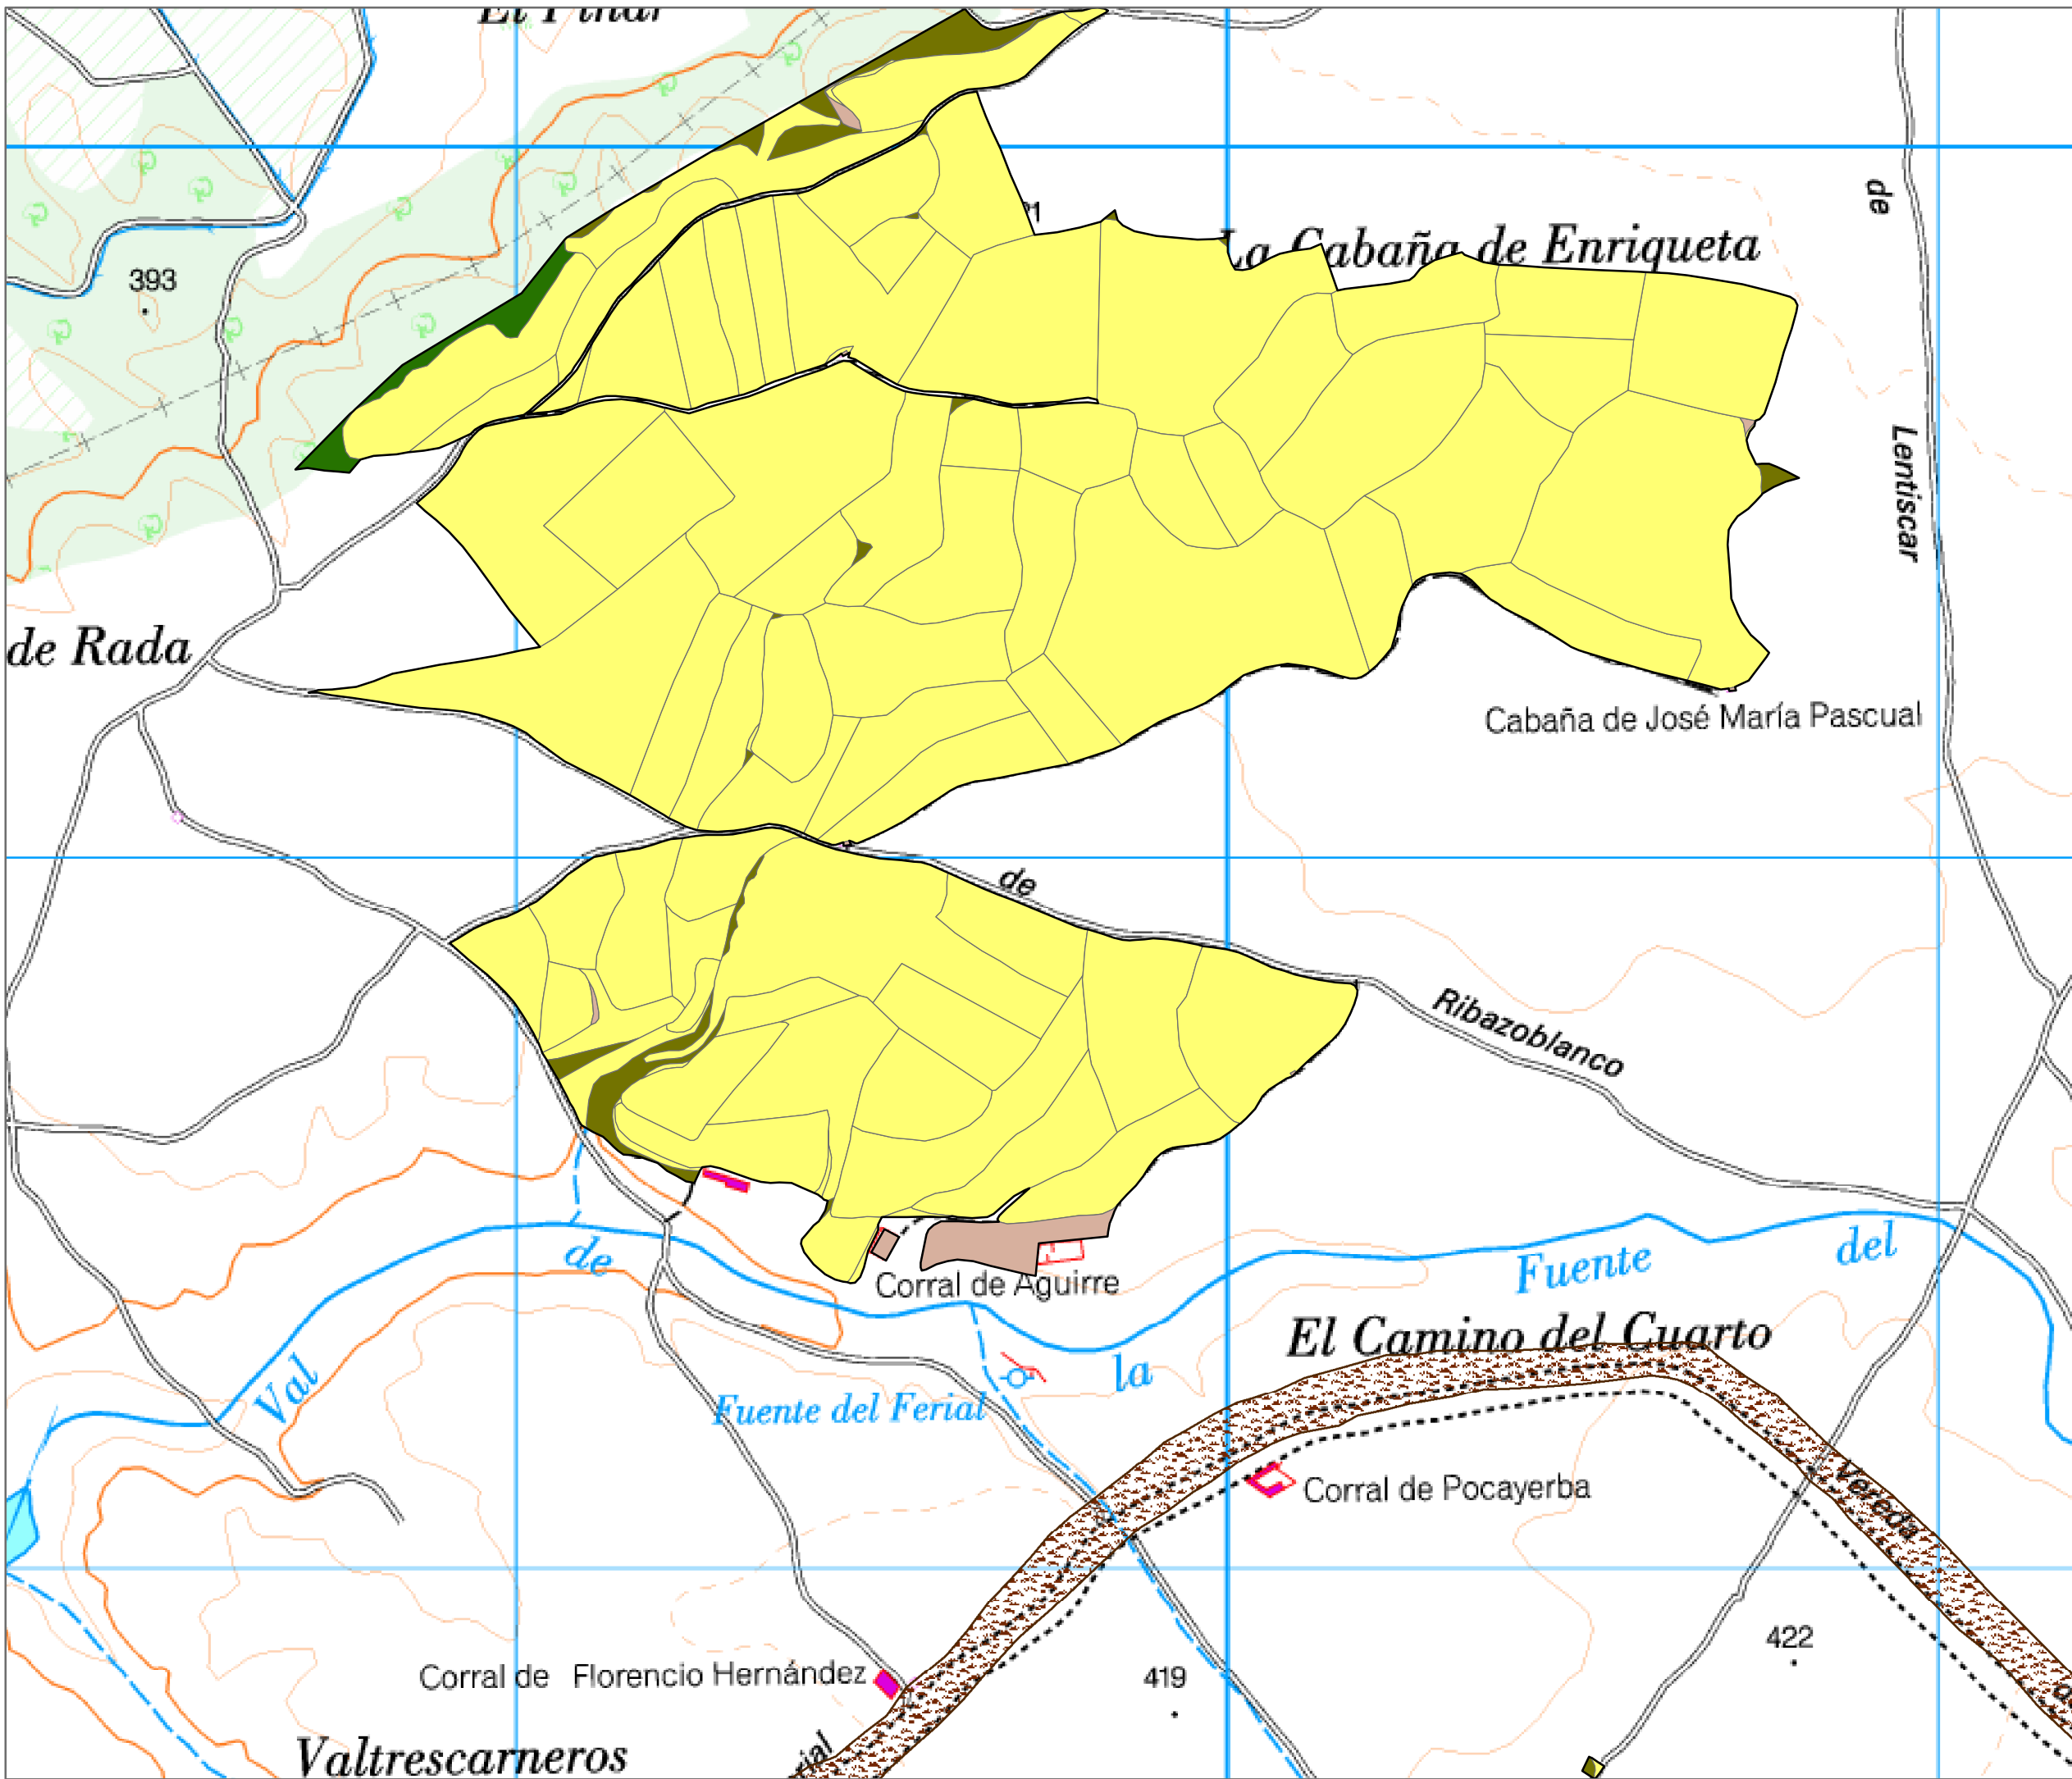 El Pinar
de
La Cabaña de Enriqueta
393
Lentiscar
de Rada
Cabaña de José María Pascual
de
Ribazoblanco
del
Fuente
de
Corral de Aguirre
El Camino del Cuarto
la
Val
Fuente del Ferial
Corral de Pocayerba
Vereda
422
Corral de Florencio Hernández
419
Valtrescarneros